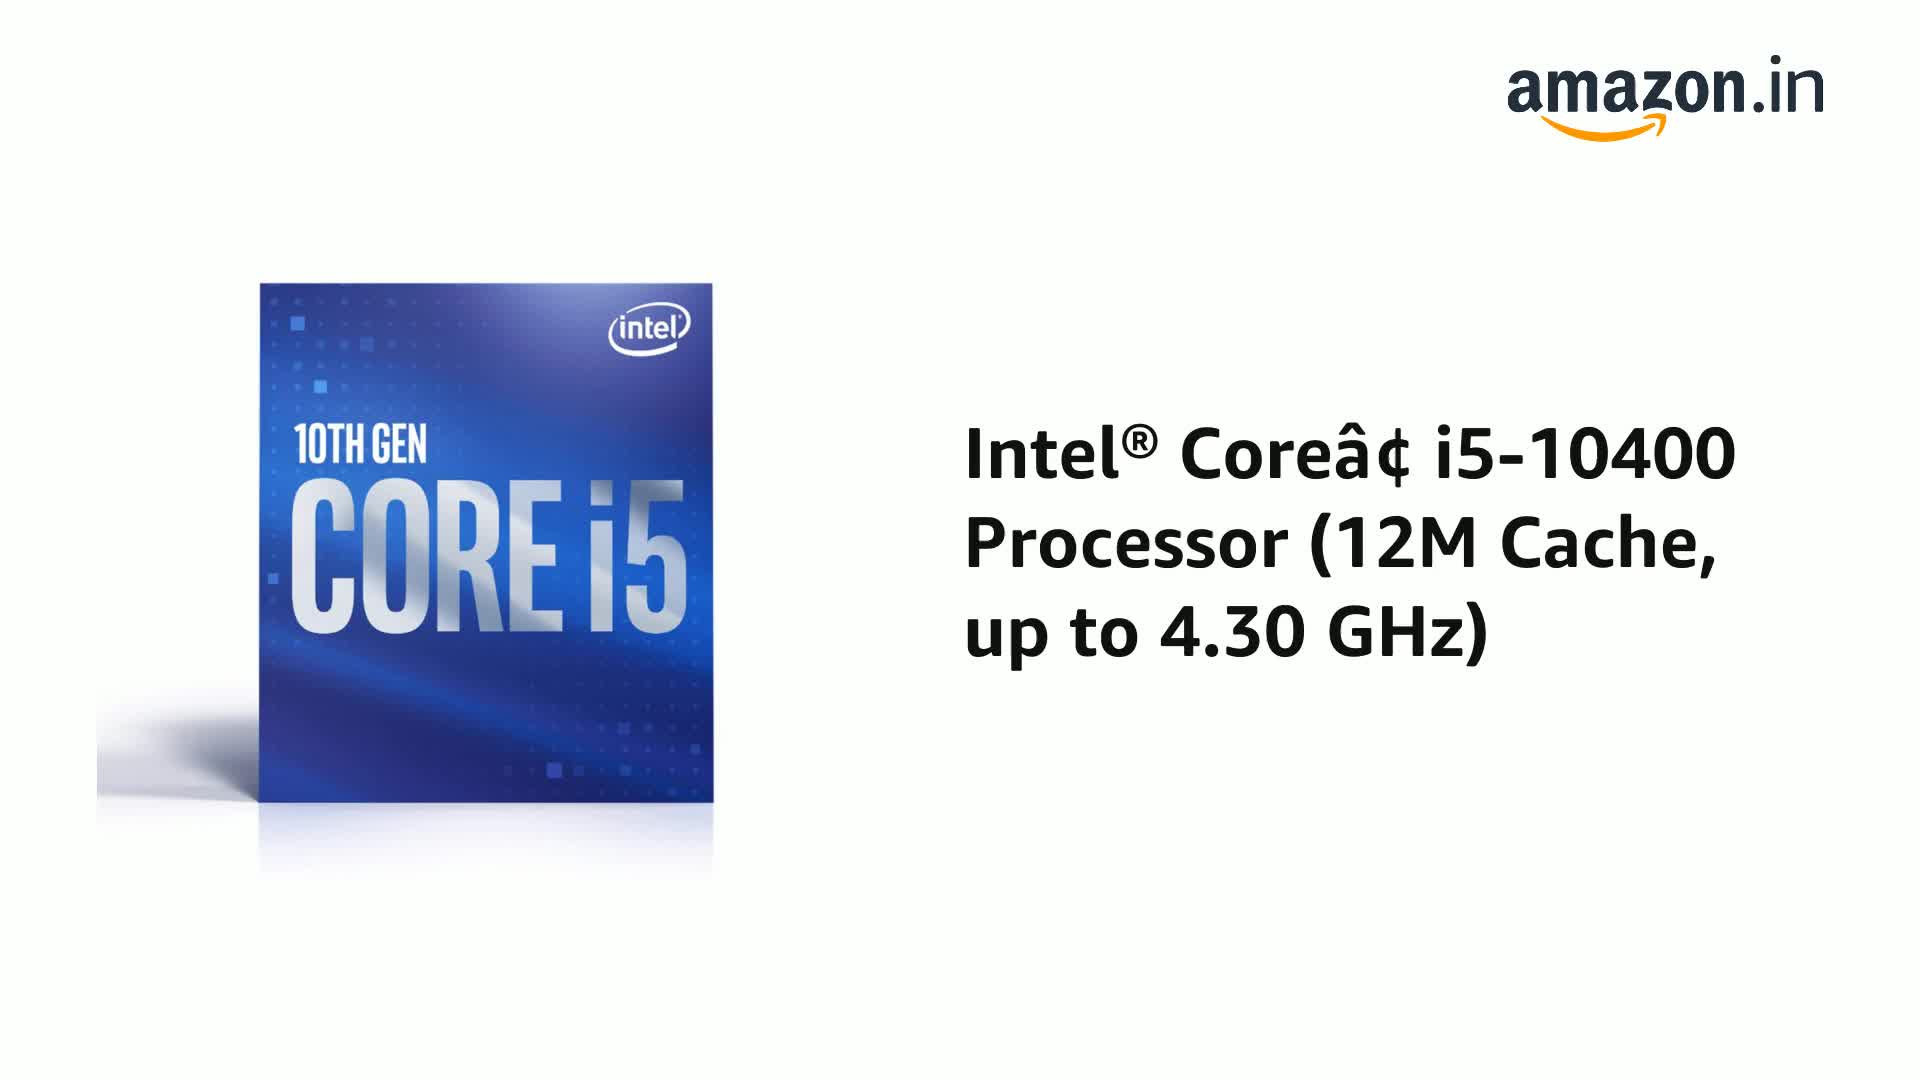 amazon.in
intel
10TH GEN
CORE i5
Intel® Coreâ¢ i5-10400
Processor (12M Cache,
up to 4.30 GHz)